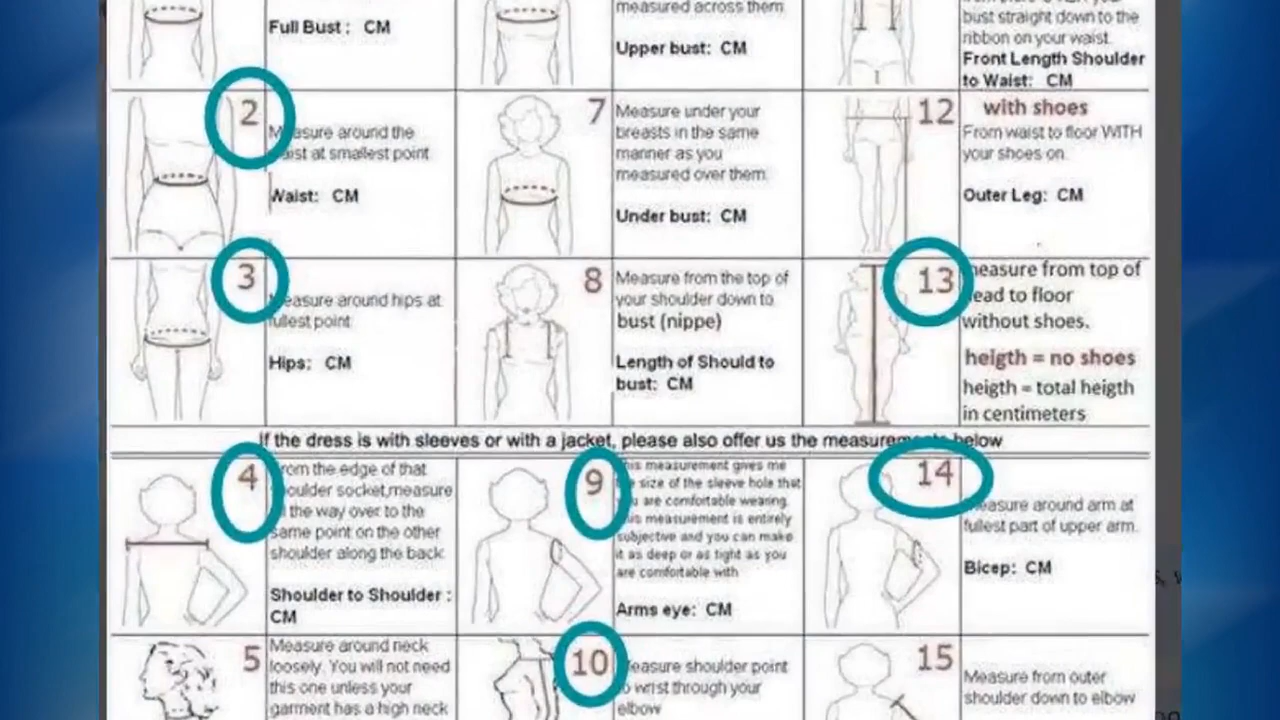 Full Bust : CM
measured across them
Upper bust: CM
bust straight down to the
ribbon on your waist.
Front Length Shoulder
to Waist: CM
2
Measure around the
waist at smallest point
Waist: CM
7
Measure under your
breasts in the same
manner as you
measured over them.
Under bust: CM
12
with shoes
From waist to floor WITH
your shoes on.
Outer Leg: CM
3
Measure around hips at
fullest point
Hips: CM
8
Measure from the top of
your shoulder down to
bust (nippe)
Length of Should to
bust: CM
13
measure from top of
head to floor
without shoes.
heigth = no shoes
heigth = total heigth
in centimeters
If the dress is with sleeves or with a jacket, please also offer us the measurements below
4
From the edge of that
shoulder socket,measure
all the way over to the
same point on the other
shoulder along the back
Shoulder to Shoulder :
CM
9
This measurement gives me
the size of the sleeve hole that
you are comfortable wearing.
This measurement is entirely
subjective and you can make
it as deep or as tight as you
are comfortable with
Arms eye: CM
14
Measure around arm at
fullest part of upper arm.
Bicep: CM
5
Measure around neck
loosely. You will not need
this one unless your
garment has a high neck
10
Measure shoulder point
to wrist through your
elbow
15
Measure from outer
shoulder down to elbow